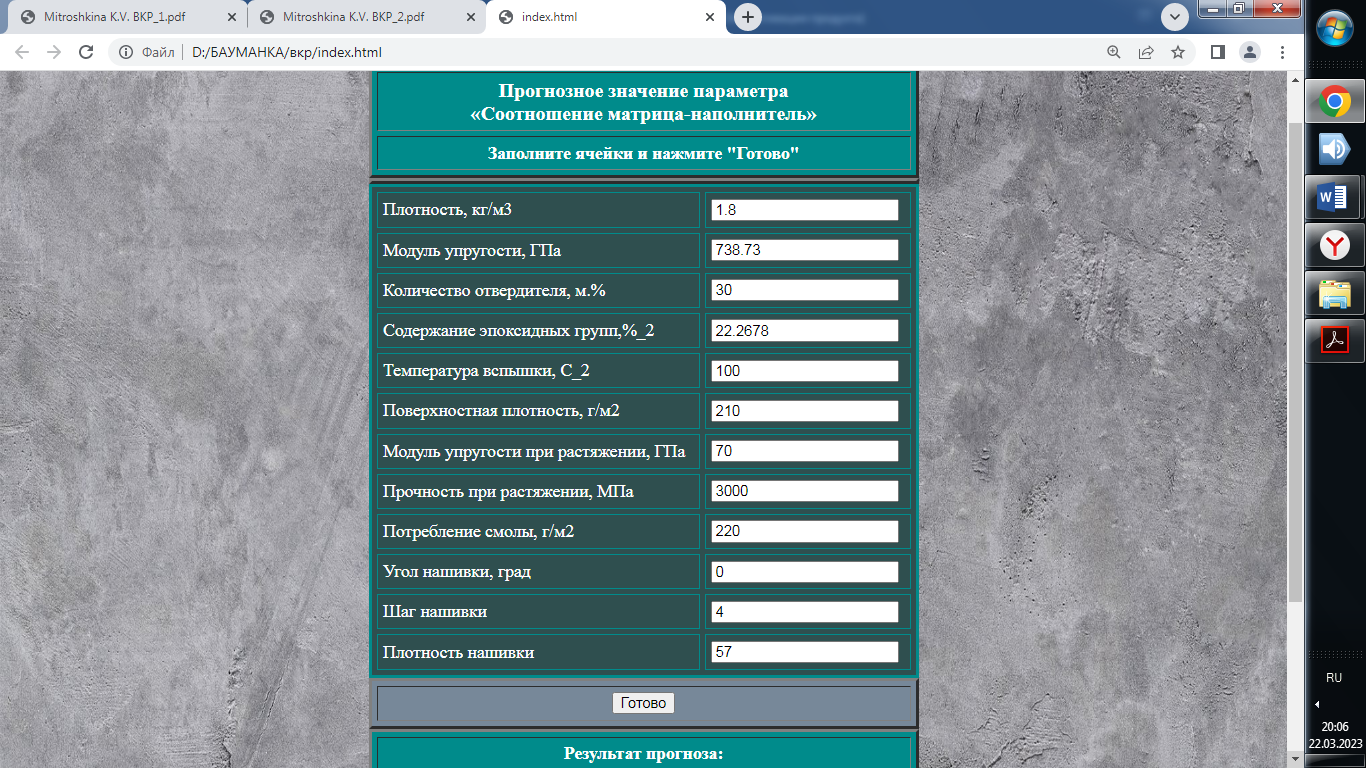 Mitroshkina K.V. BKP_1.pdf
Mitroshkina K.V. BKP_2.pdf
index.html
Файл
D:/БАУМАНКА/вкр/index.html
Прогнозное значение параметра
«Соотношение матрица-наполнитель»
Заполните ячейки и нажмите "Готово"
Плотность, кг/м3 1.8
Модуль упругости, ГПа 738.73
Количество отвердителя, м.% 30
Содержание эпоксидных групп,%_2 22.2678
Температура вспышки, С_2 100
Поверхностная плотность, г/м2 210
Модуль упругости при растяжении, ГПа 70
Прочность при растяжении, МПа 3000
Потребление смолы, г/м2 220
Угол нашивки, град 0
Шаг нашивки 4
Плотность нашивки 57
Готово
Результат прогноза:
RU
20:06
22.03.2023